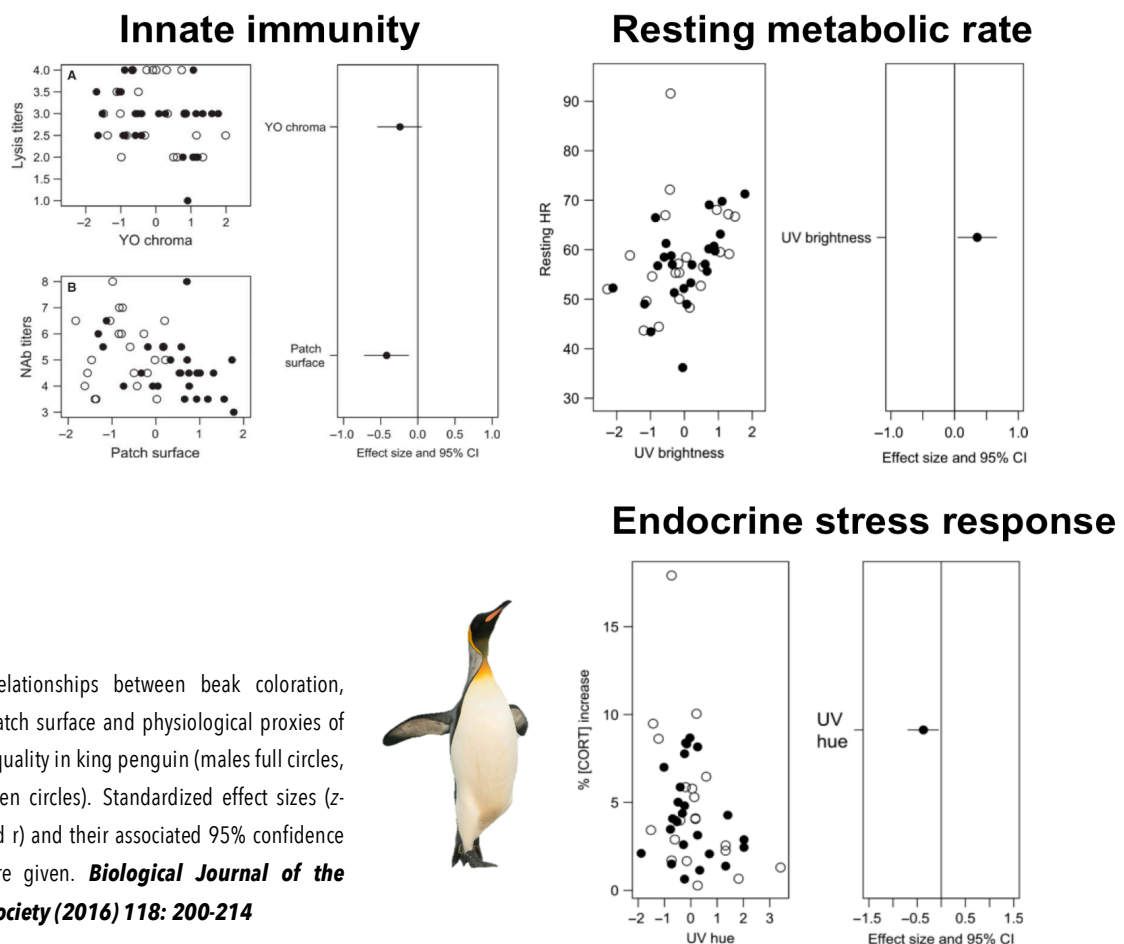 Innate immunity
A
Lysis titers
4.0
3.5
3.0
2.5
2.0
1.5
1.0
−2 −1 0 1 2
YO chroma
B
NAb titers
8
7
6
5
4
3
−2 −1 0 1 2
Patch surface
YO chroma
Patch
surface
−1.0 −0.5 0.0 0.5 1.0
Effect size and 95% CI
Resting metabolic rate
Resting HR
90
80
70
60
50
40
30
−2 −1 0 1 2
UV brightness
UV brightness
−1.0 0.0 1.0
Effect size and 95% CI
Endocrine stress response
% [CORT] increase
15
10
5
0
−2 −1 0 1 2 3
UV hue
UV
hue
−1.5 −0.5 0.5 1.5
Effect size and 95% CI
elationships between beak coloration,
atch surface and physiological proxies of
quality in king penguin (males full circles,
en circles). Standardized effect sizes (z-
d r) and their associated 95% confidence
re given. Biological Journal of the
ociety (2016) 118: 200-214